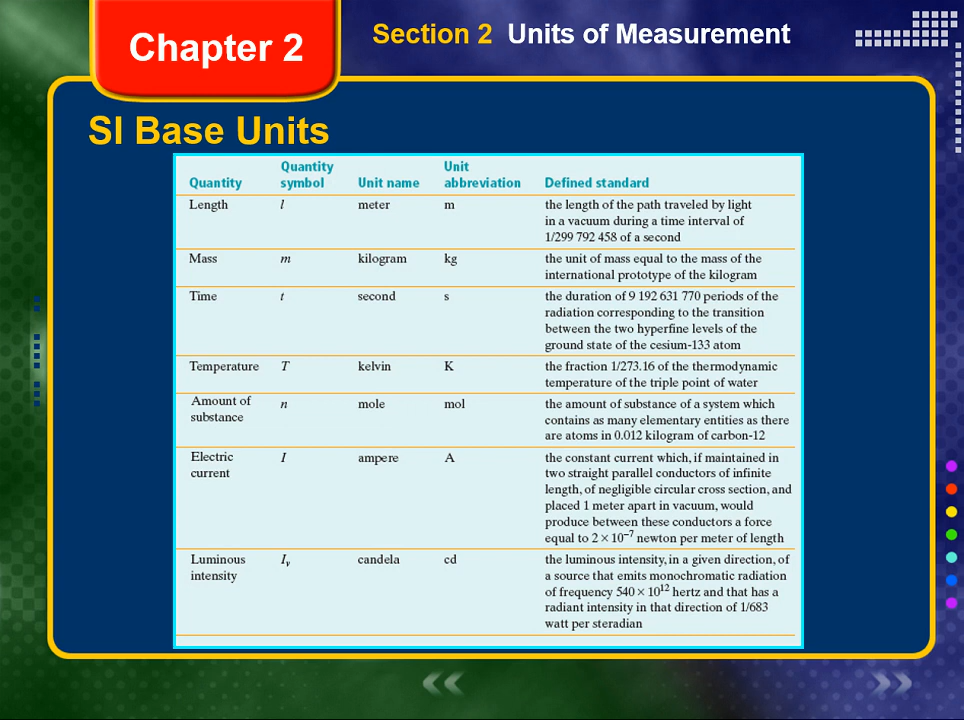 Chapter 2
Section 2 Units of Measurement
SI Base Units
Quantity Quantity symbol Unit name Unit abbreviation Defined standard
Length l meter m the length of the path traveled by light
in a vacuum during a time interval of
1/299 792 458 of a second
Mass m kilogram kg the unit of mass equal to the mass of the
international prototype of the kilogram
Time t second s the duration of 9 192 631 770 periods of the
radiation corresponding to the transition
between the two hyperfine levels of the
ground state of the cesium-133 atom
Temperature T kelvin K the fraction 1/273.16 of the thermodynamic
temperature of the triple point of water
Amount of substance n mole mol the amount of substance of a system which
contains as many elementary entities as there
are atoms in 0.012 kilogram of carbon-12
Electric current I ampere A the constant current which, if maintained in
two straight parallel conductors of infinite
length, of negligible circular cross section, and
placed 1 meter apart in vacuum, would
produce between these conductors a force
equal to 2 × 10⁻⁷ newton per meter of length
Luminous intensity Iᵥ candela cd the luminous intensity, in a given direction, of
a source that emits monochromatic radiation
of frequency 540 × 10¹² hertz and that has a
radiant intensity in that direction of 1/683
watt per steradian